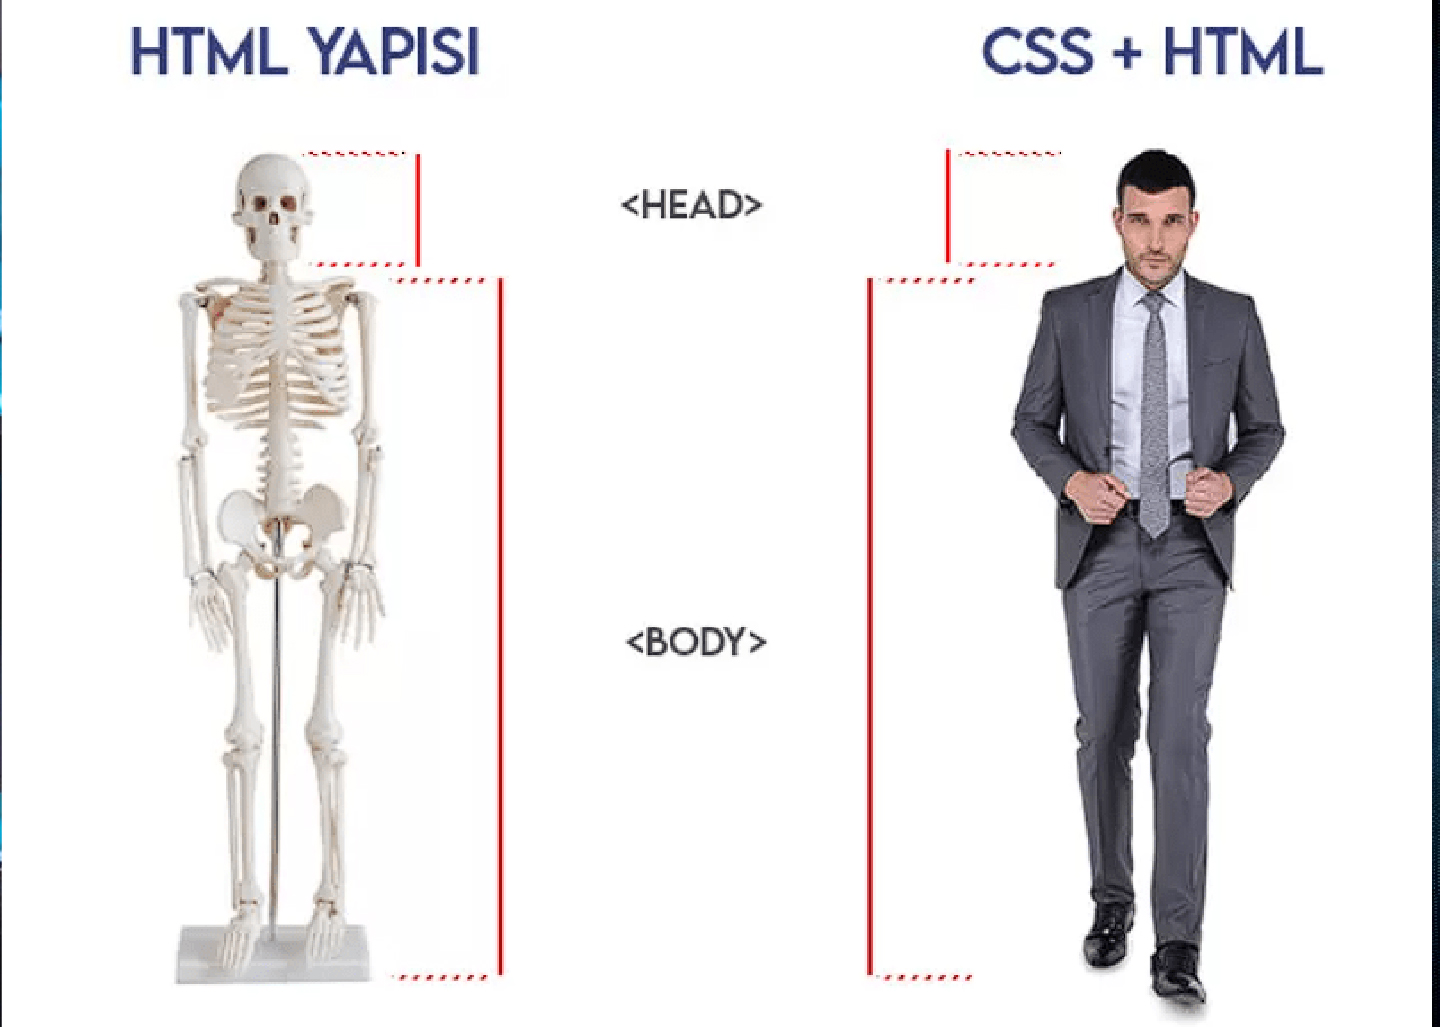 HTML YAPISI
CSS + HTML
<HEAD>
<BODY>